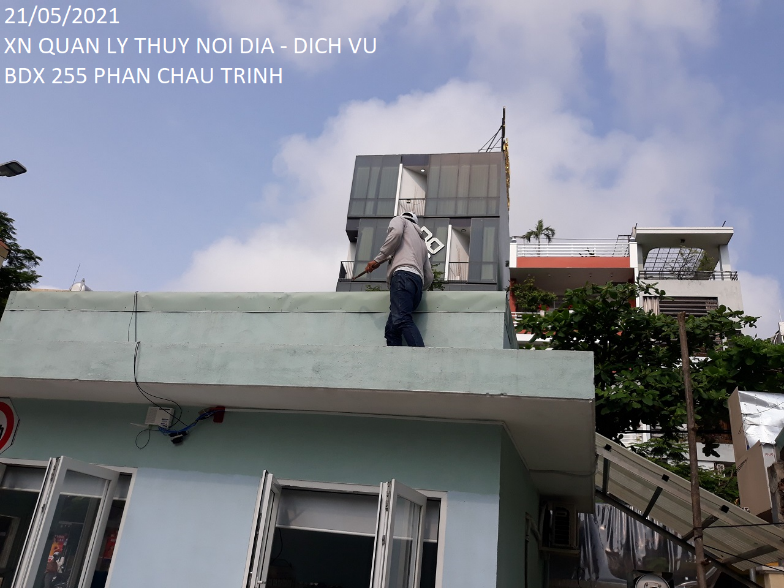 21/05/2021
XN QUAN LY THUY NOI DIA - DICH VU
BDX 255 PHAN CHAU TRINH